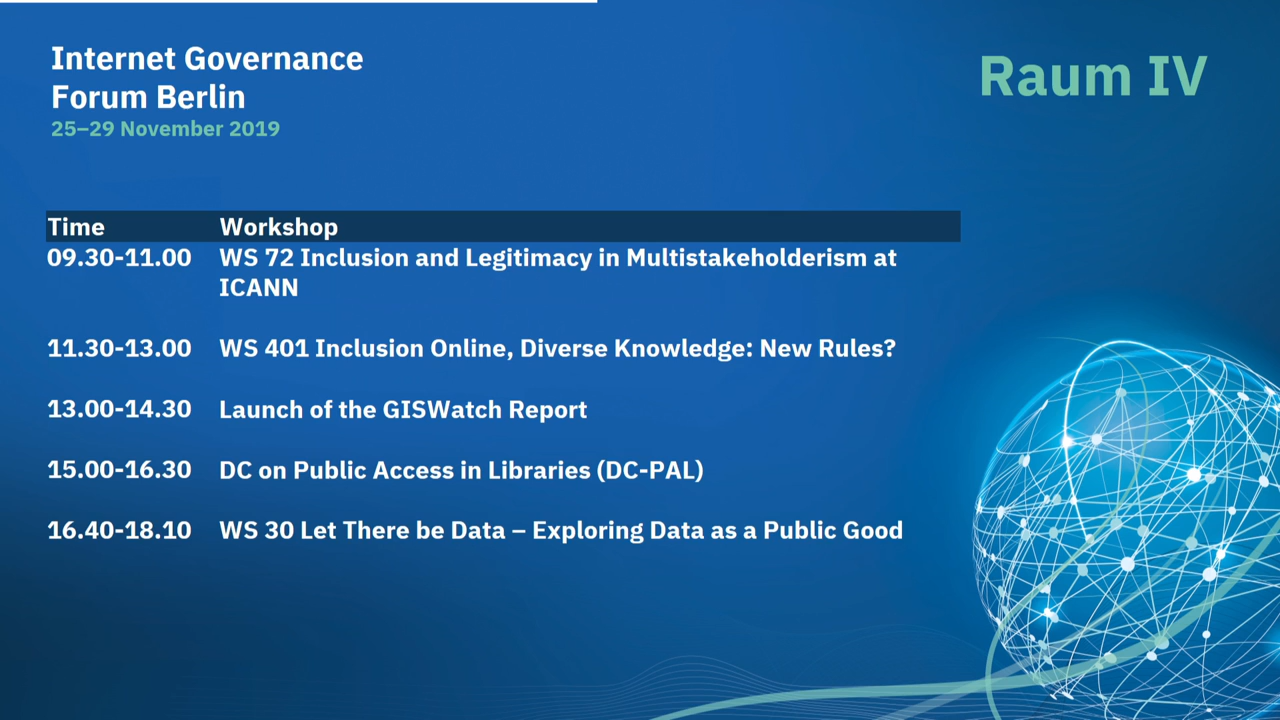 Internet Governance
Forum Berlin
25–29 November 2019
Raum IV
Time Workshop
09.30-11.00 WS 72 Inclusion and Legitimacy in Multistakeholderism at
ICANN
11.30-13.00 WS 401 Inclusion Online, Diverse Knowledge: New Rules?
13.00-14.30 Launch of the GISWatch Report
15.00-16.30 DC on Public Access in Libraries (DC-PAL)
16.40-18.10 WS 30 Let There be Data – Exploring Data as a Public Good